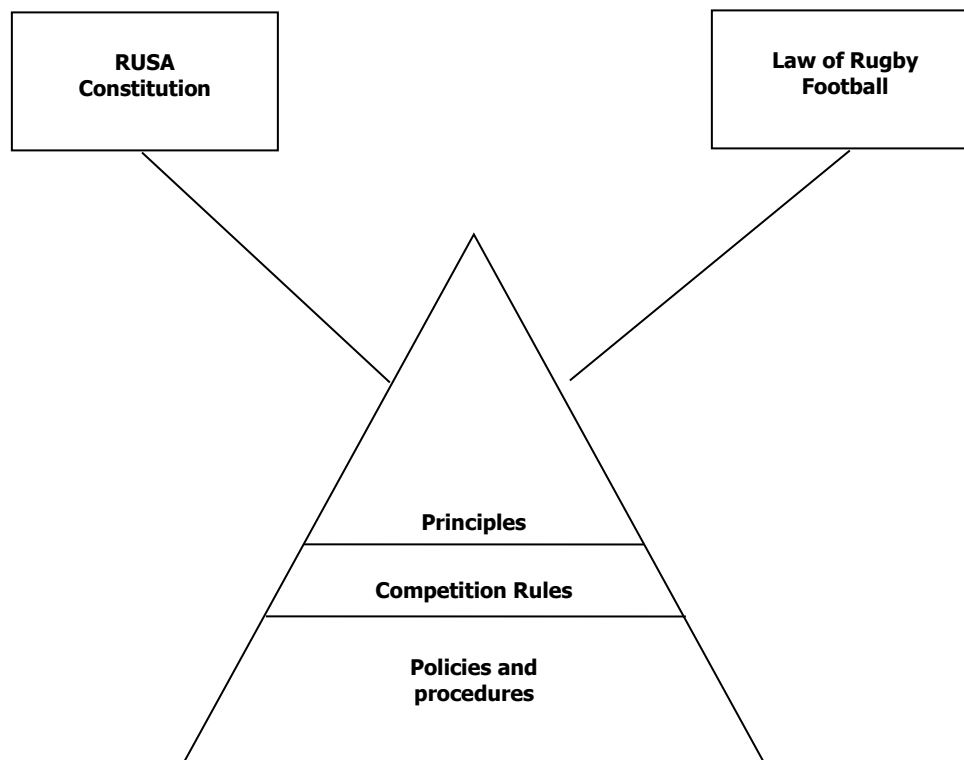 RUSA
Constitution
Law of Rugby
Football
Principles
Competition Rules
Policies and
procedures